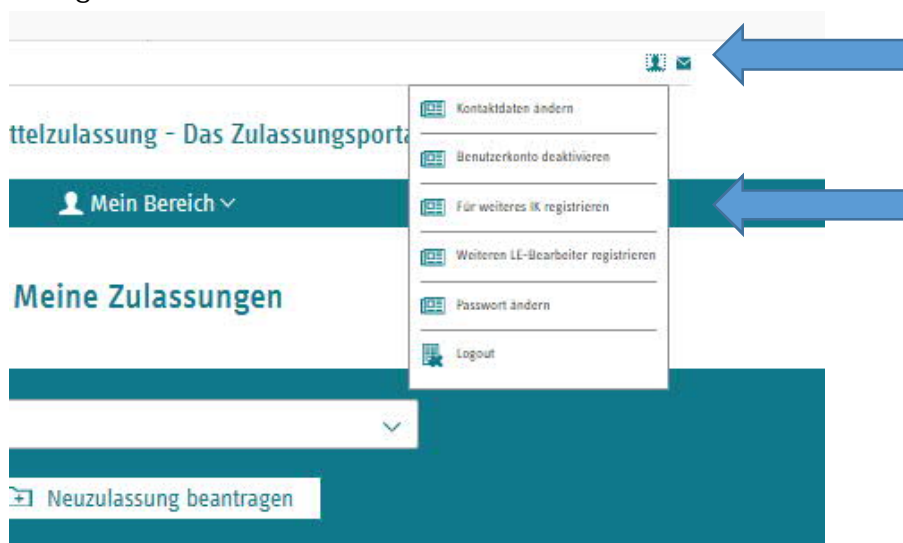 Kontaktdaten ändern
ttelzulassung - Das Zulassungsporta
Benutzerkonto deaktivieren
Mein Bereich
Für weiteres IK registrieren
Weiteren LE-Bearbeiter registrieren
Meine Zulassungen
Passwort ändern
Logout
Neuzulassung beantragen